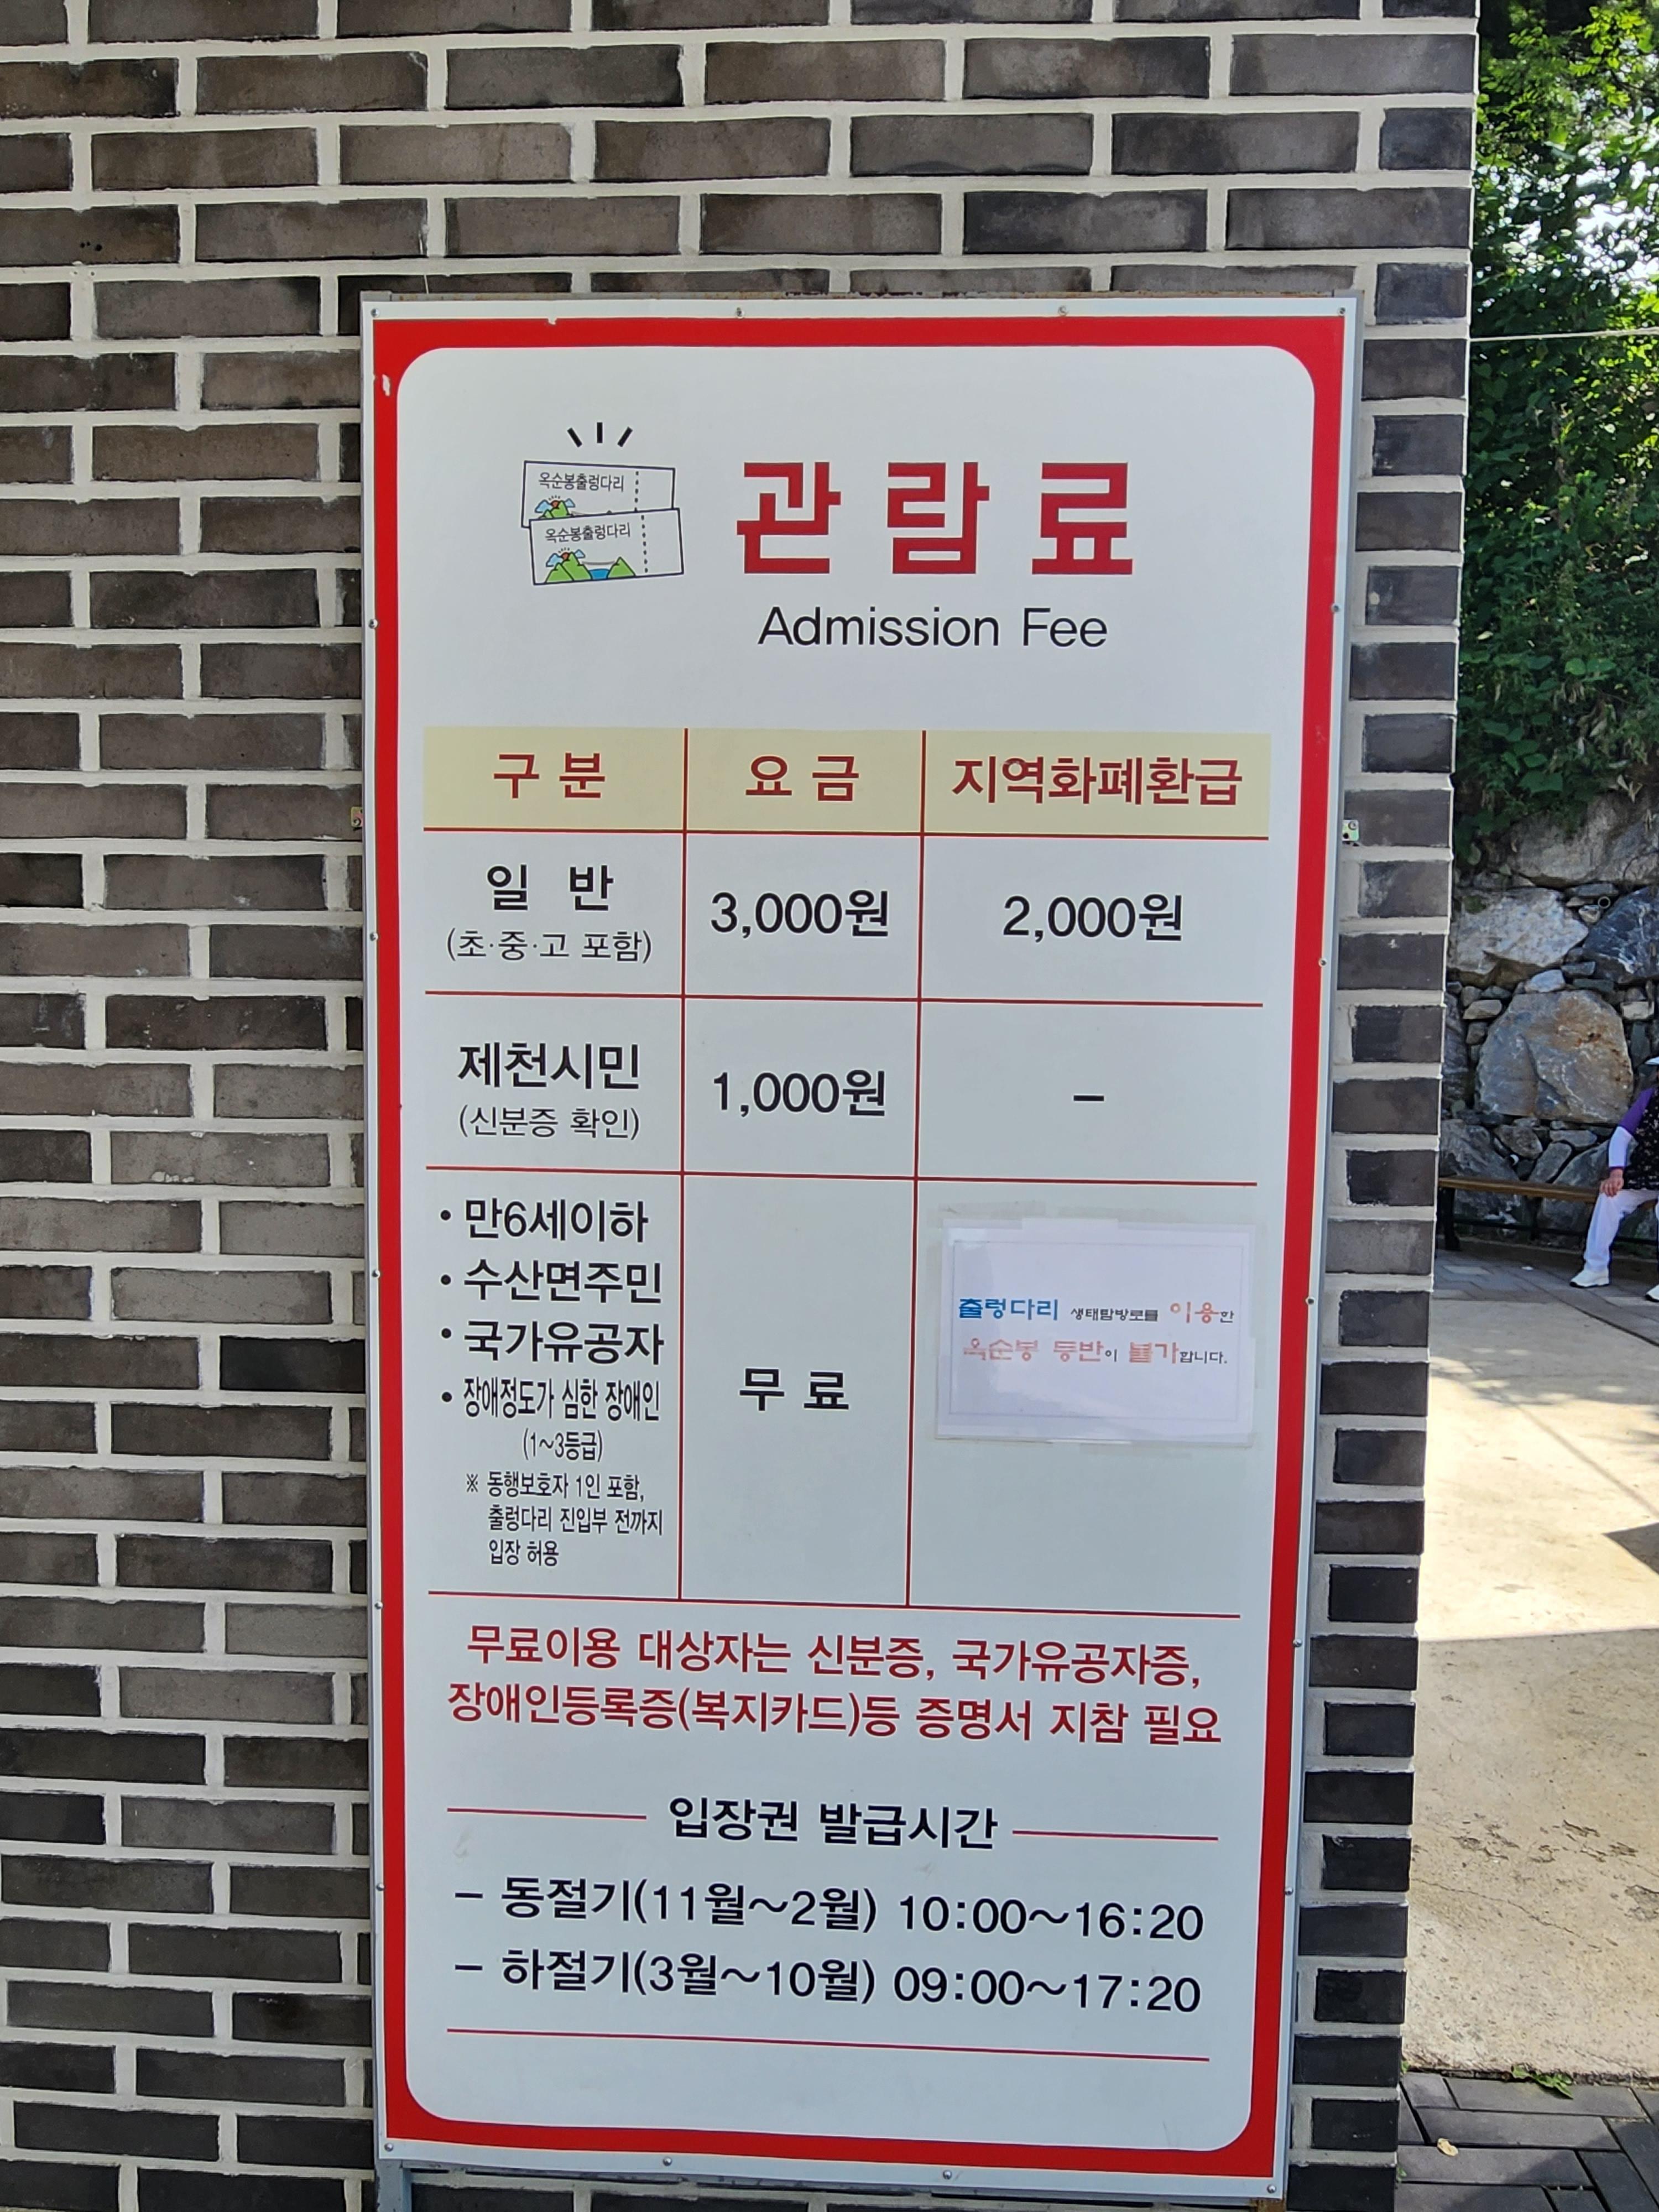 옥순봉출렁다리
옥순봉출렁다리
관람료
Admission Fee
구분 요금 지역화폐환급
일 반
(초·중·고 포함)
3,000원 2,000원
제천시민
(신분증 확인)
1,000원 –
• 만6세이하
• 수산면주민
• 국가유공자
• 장애정도가 심한 장애인
(1~3등급)
※ 동행보호자 1인 포함,
출렁다리 진입부 전까지
입장 허용
무료
출렁다리 생태탐방로를 이용한
옥순봉 등반이 불가합니다.
무료이용 대상자는 신분증, 국가유공자증,
장애인등록증(복지카드)등 증명서 지참 필요
입장권 발급시간
– 동절기(11월~2월) 10:00~16:20
– 하절기(3월~10월) 09:00~17:20